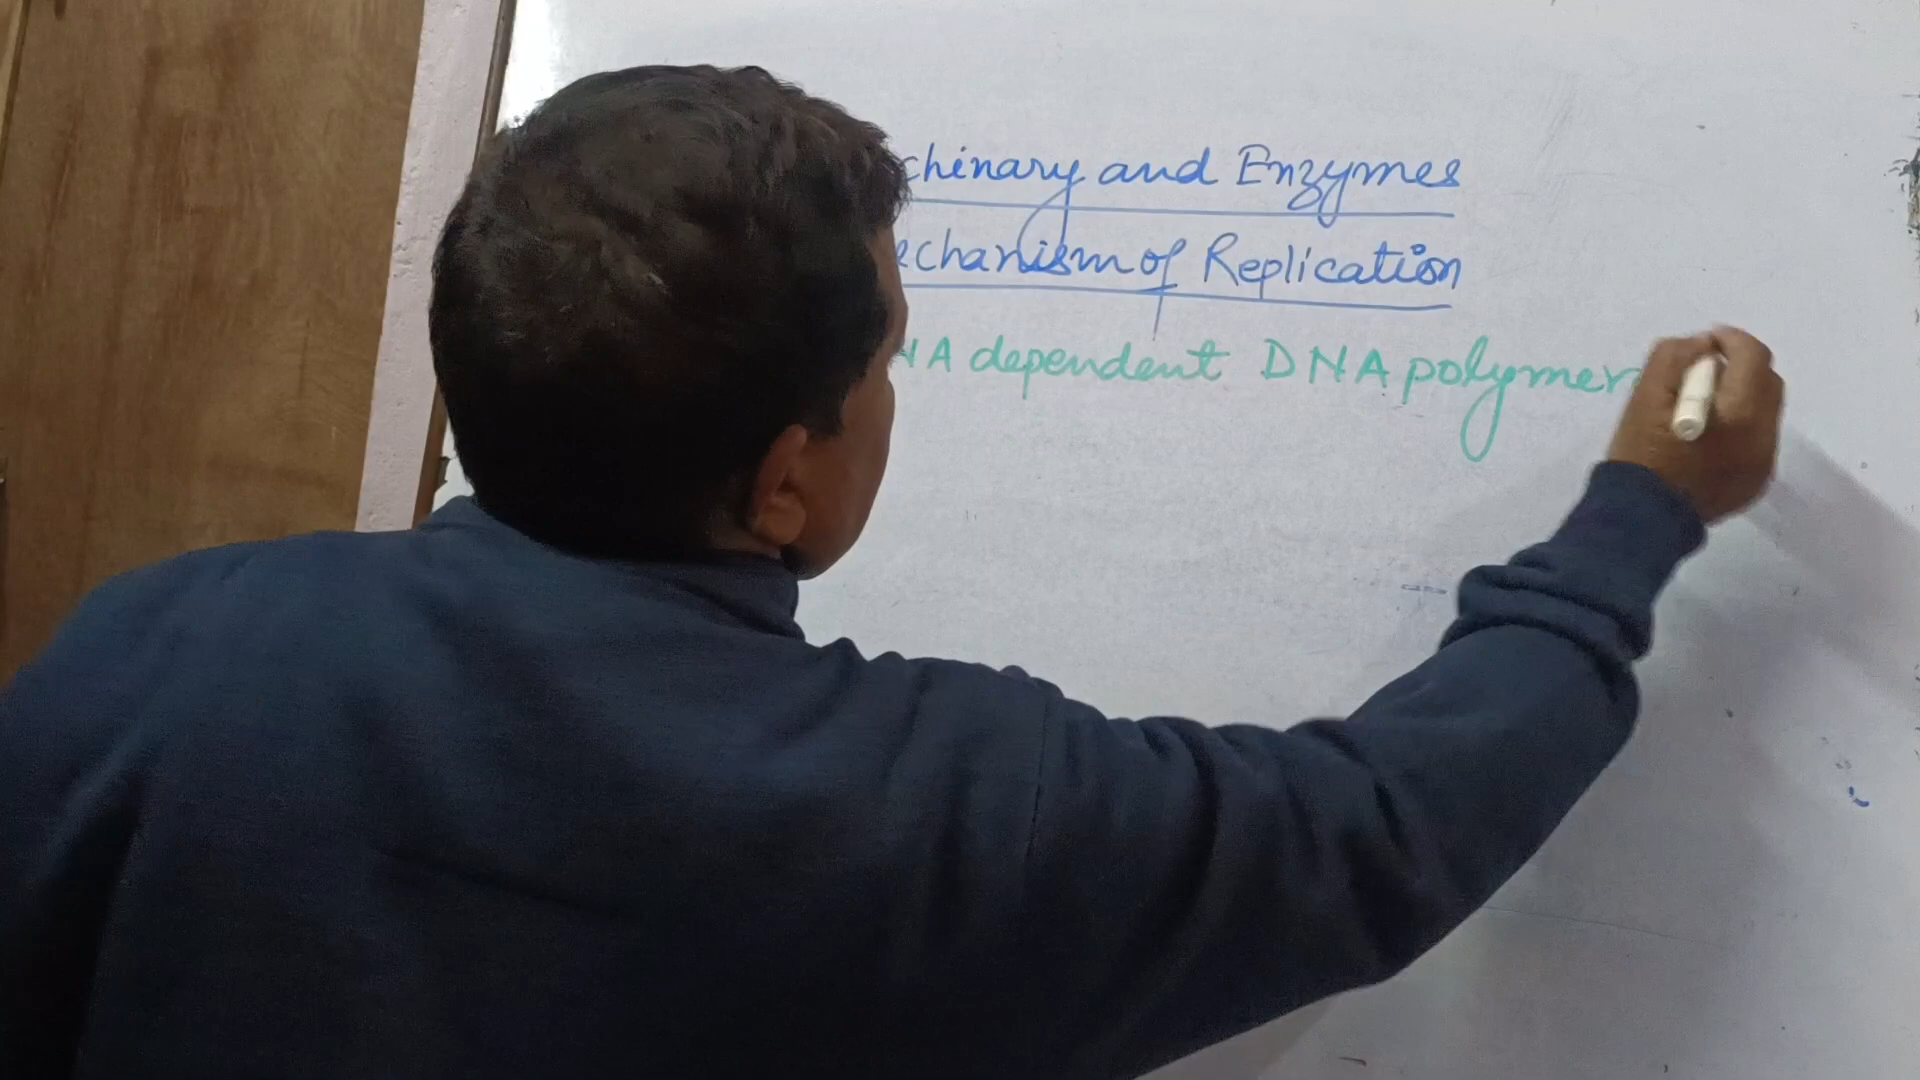 chinary and Enzymes
echanism of Replication
NA dependent DNA polymer